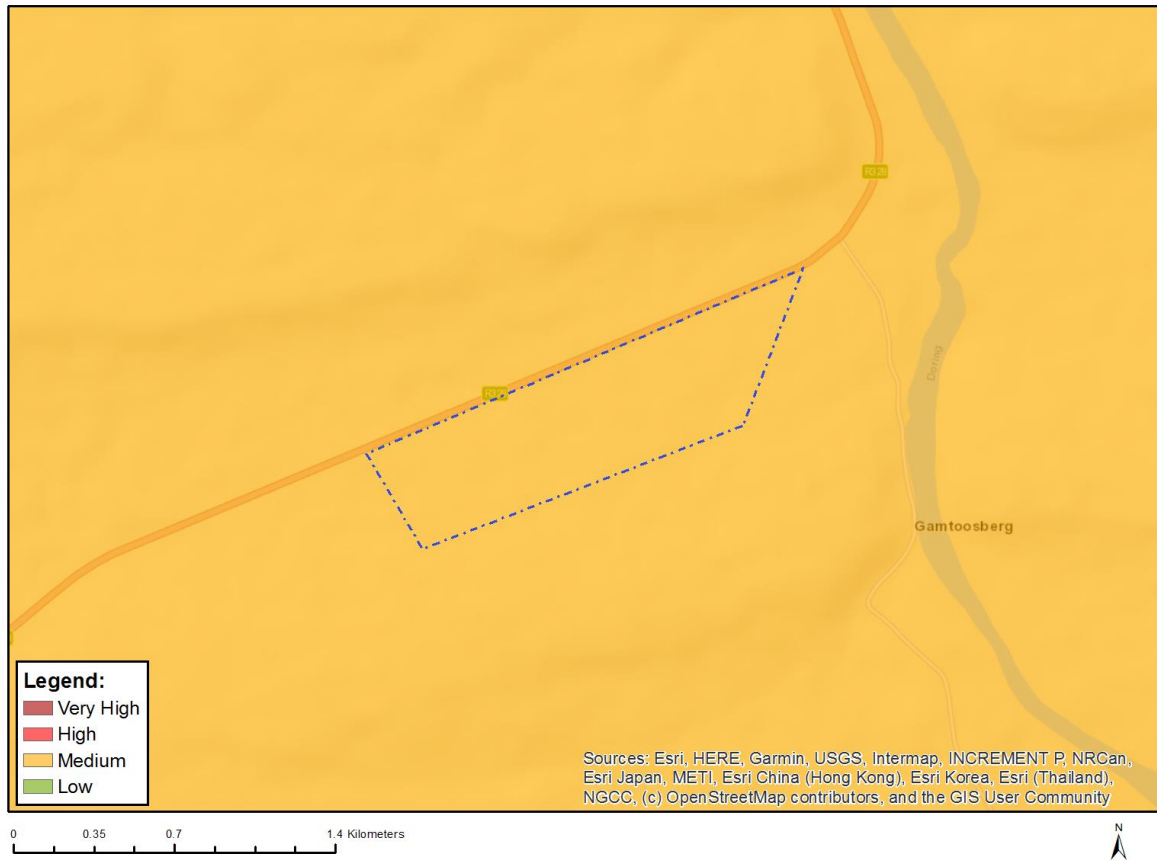 R328
R328
Doring
Gamtoosberg
Legend:
Very High
High
Medium
Low
Sources: Esri, HERE, Garmin, USGS, Intermap, INCREMENT P, NRCan,
Esri Japan, METI, Esri China (Hong Kong), Esri Korea, Esri (Thailand),
NGCC, (c) OpenStreetMap contributors, and the GIS User Community
0 0.35 0.7 1.4 Kilometers
N